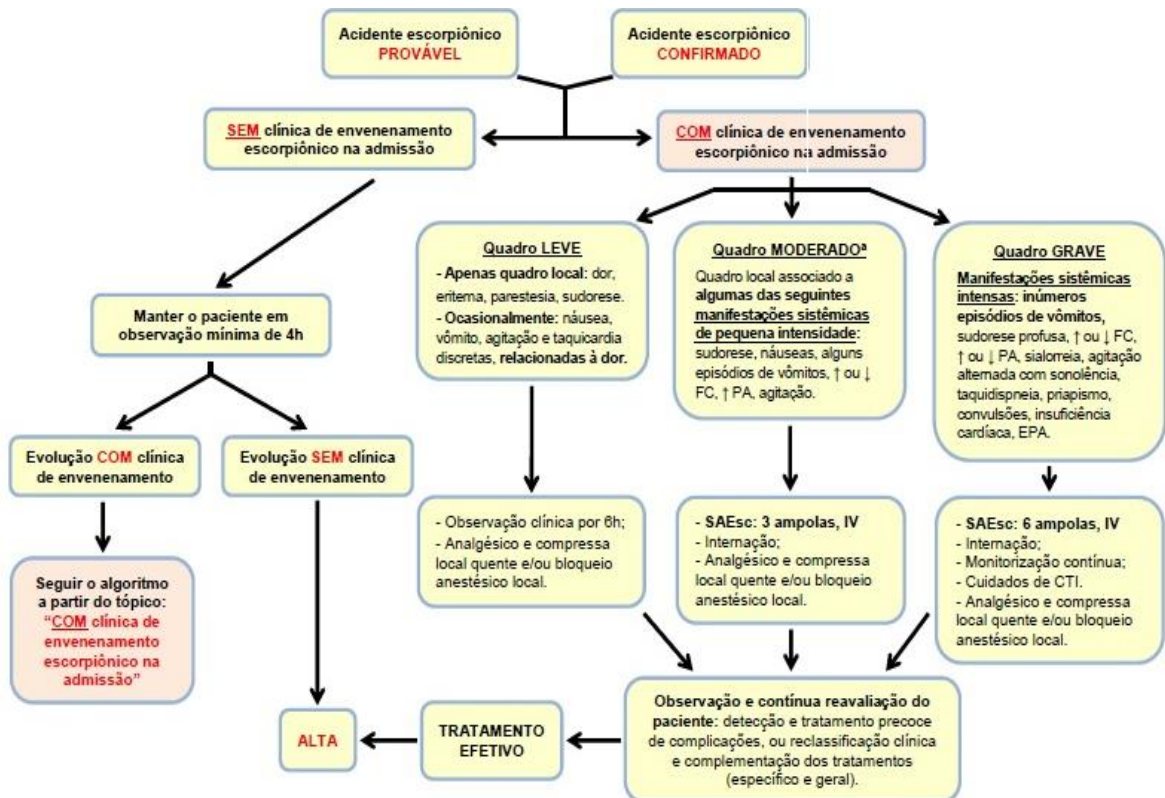 Acidente escorpiônico
PROVÁVEL
Acidente escorpiônico
CONFIRMADO
SEM clínica de envenenamento
escorpiônico na admissão
COM clínica de envenenamento
escorpiônico na admissão
Quadro LEVE
- Apenas quadro local: dor,
eritema, parestesia, sudorese.
- Ocasionalmente: náusea,
vômito, agitação e taquicardia
discretas, relacionadas à dor.
Quadro MODERADOª
Quadro local associado a
algumas das seguintes
manifestações sistêmicas
de pequena intensidade:
sudorese, náuseas, alguns
episódios de vômitos, ↑ ou ↓
FC, ↑ PA, agitação.
Quadro GRAVE
Manifestações sistêmicas
intensas: inúmeros
episódios de vômitos,
sudorese profusa, ↑ ou ↓ FC,
↑ ou ↓ PA, sialorreia, agitação
alternada com sonolência,
taquidispneia, priapismo,
convulsões, insuficiência
cardíaca, EPA.
Manter o paciente em
observação mínima de 4h
Evolução COM clínica
de envenenamento
Evolução SEM clínica
de envenenamento
- Observação clínica por 6h;
- Analgésico e compressa
local quente e/ou bloqueio
anestésico local.
- SAEsc: 3 ampolas, IV
- Internação;
- Analgésico e compressa
local quente e/ou bloqueio
anestésico local.
- SAEsc: 6 ampolas, IV
- Internação;
- Monitorização contínua;
- Cuidados de CTI.
- Analgésico e compressa
local quente e/ou bloqueio
anestésico local.
Seguir o algoritmo
a partir do tópico:
“COM clínica de
envenenamento
escorpiônico na
admissão”
ALTA
TRATAMENTO
EFETIVO
Observação e contínua reavaliação do
paciente: detecção e tratamento precoce
de complicações, ou reclassificação clínica
e complementação dos tratamentos
(específico e geral).